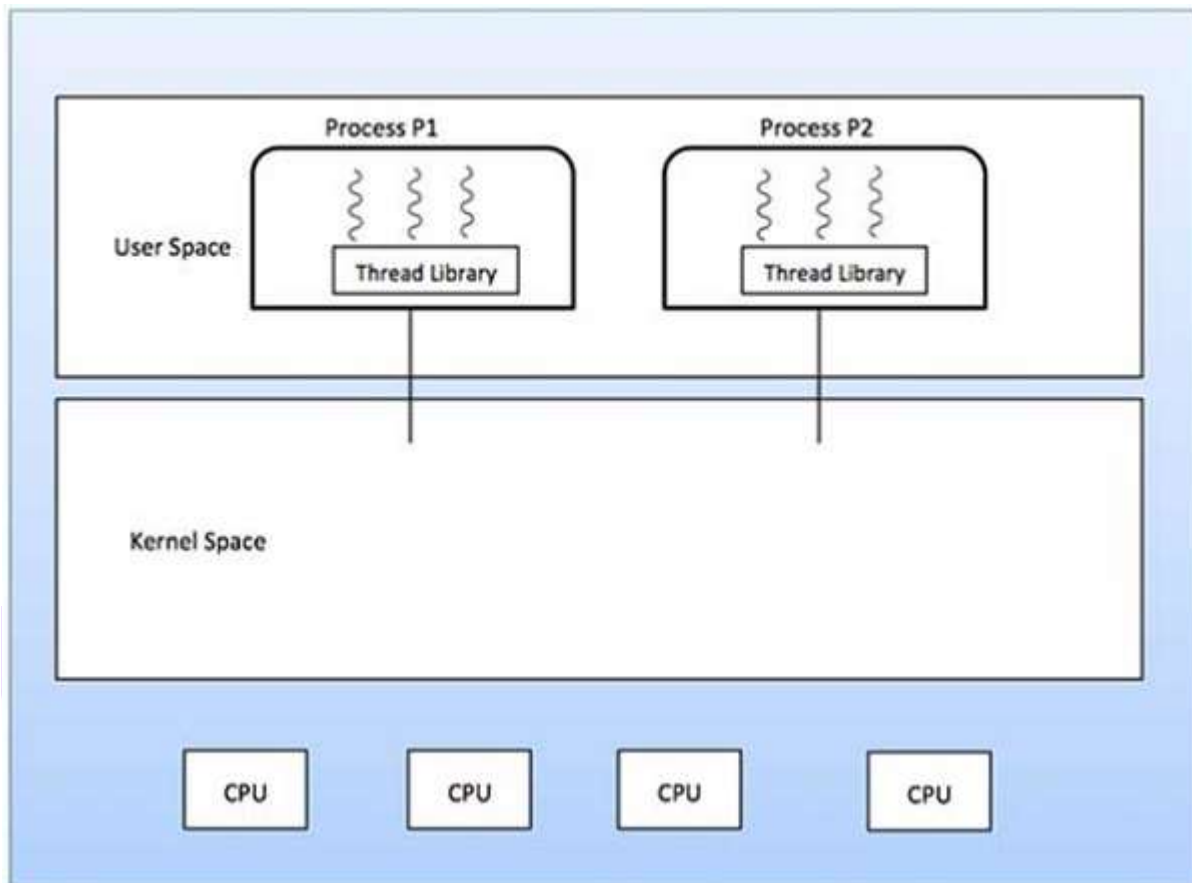 Process P1
Process P2
User Space
Thread Library
Thread Library
Kernel Space
CPU
CPU
CPU
CPU